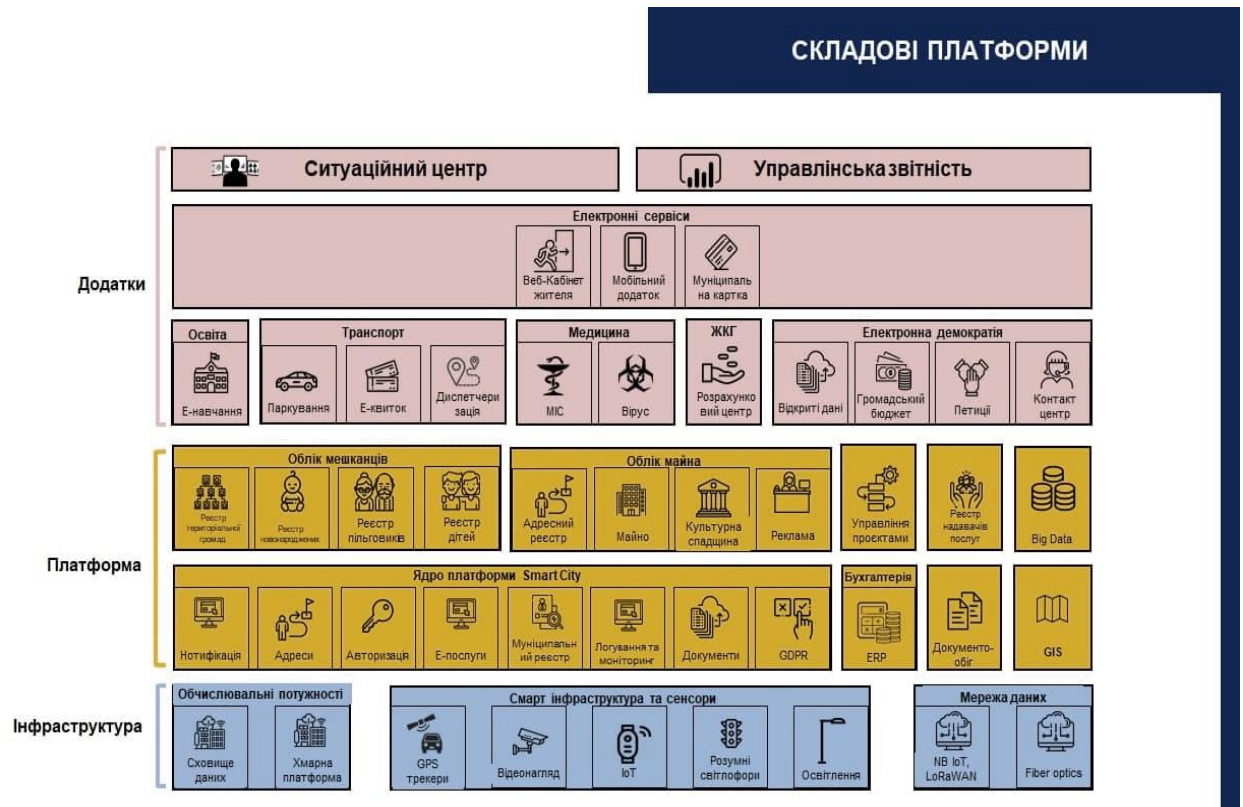 СКЛАДОВІ ПЛАТФОРМИ
Додатки
Ситуаційний центр
Управлінська звітність
Електронні сервіси
Веб-Кабінет
жителя
Мобільний
додаток
Муніципаль
на картка
Освіта
Е-навчання
Транспорт
Паркування
Е-квиток
Диспетчери
зація
Медицина
МІС
Вірус
ЖКГ
Розрахунко
вий центр
Електронна демократія
Відкриті дані
Громадський
бюджет
Петиції
Контакт
центр
Платформа
Облік мешканців
Реєстр
територіальної
громад
Реєстр
новонароджених
Реєстр
пільговиків
Реєстр
дітей
Облік майна
Адресний
реєстр
Майно
Культурна
спадщина
Реклама
Управління
проєктами
Реєстр
надавачів
послуг
Big Data
Ядро платформи Smart City
Нотифікація
Адреси
Авторизація
Е-послуги
Муніципальн
ий реєстр
Логування та
моніторинг
Документи
GDPR
Бухгалтерія
ERP
Документо-
обіг
GIS
Інфраструктура
Обчислювальні потужності
Сховище
даних
Хмарна
платформа
Смарт інфраструктура та сенсори
GPS
трекери
Відеонагляд
IoT
Розумні
світлофори
Освітлення
Мережа даних
NB IoT,
LoRaWAN
Fiber optics